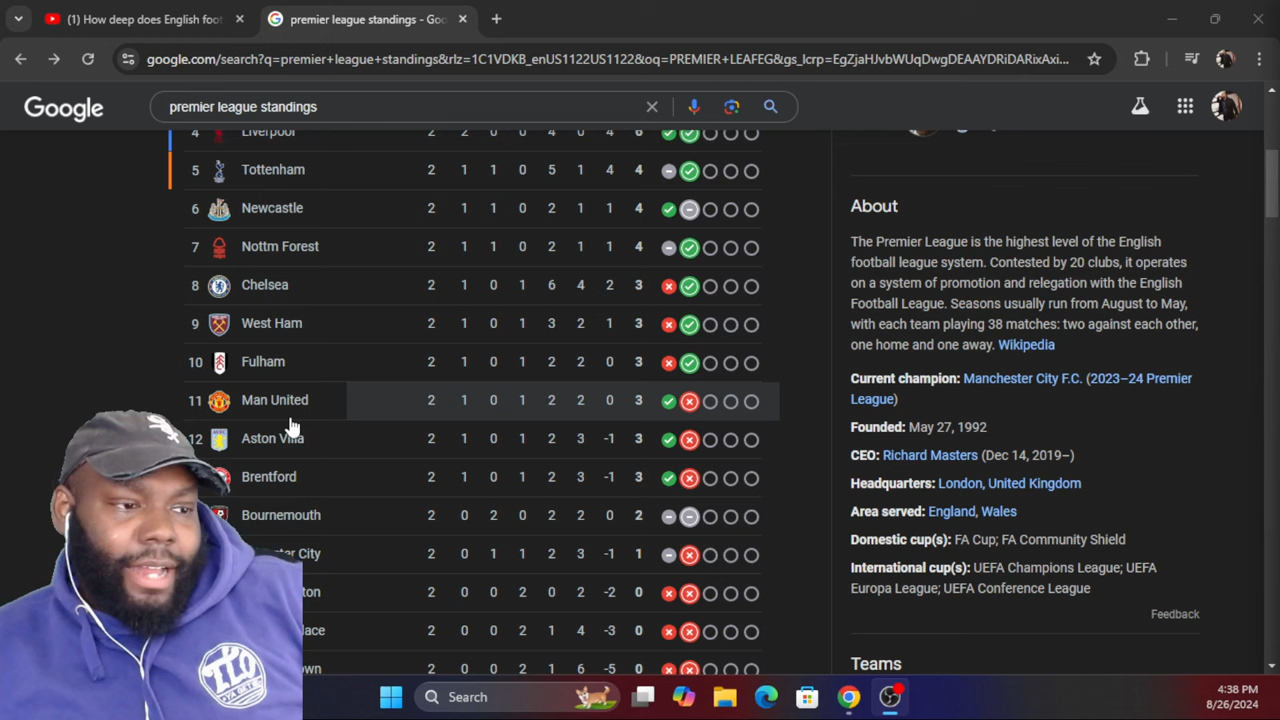 (1) How deep does English foot
premier league standings - Goo
google.com/search?q=premier+league+standings&rlz=1C1VDKB_enUS1122US1122&oq=PREMIER+LEAFEG&gs_lcrp=EgZjaHJvbWUqDwgDEAAYDRiDARixAxi...
Google
premier league standings
4 Liverpool 2 2 0 0 4 0 4 6
5 Tottenham 2 1 1 0 5 1 4 4
6 Newcastle 2 1 1 0 2 1 1 4
7 Nottm Forest 2 1 1 0 2 1 1 4
8 Chelsea 2 1 0 1 6 4 2 3
9 West Ham 2 1 0 1 3 2 1 3
10 Fulham 2 1 0 1 2 2 0 3
11 Man United 2 1 0 1 2 2 0 3
12 Aston Villa 2 1 0 1 2 3 -1 3
Brentford 2 1 0 1 2 3 -1 3
Bournemouth 2 0 2 0 2 2 0 2
ter City 2 0 1 1 2 3 -1 1
ton 2 0 0 2 0 2 -2 0
lace 2 0 0 2 1 4 -3 0
own 2 0 0 2 1 6 -5 0
About
The Premier League is the highest level of the English
football league system. Contested by 20 clubs, it operates
on a system of promotion and relegation with the English
Football League. Seasons usually run from August to May,
with each team playing 38 matches: two against each other,
one home and one away. Wikipedia
Current champion: Manchester City F.C. (2023–24 Premier
League)
Founded: May 27, 1992
CEO: Richard Masters (Dec 14, 2019–)
Headquarters: London, United Kingdom
Area served: England, Wales
Domestic cup(s): FA Cup; FA Community Shield
International cup(s): UEFA Champions League; UEFA
Europa League; UEFA Conference League
Feedback
Teams
TLO
Search
4:38 PM
8/26/2024